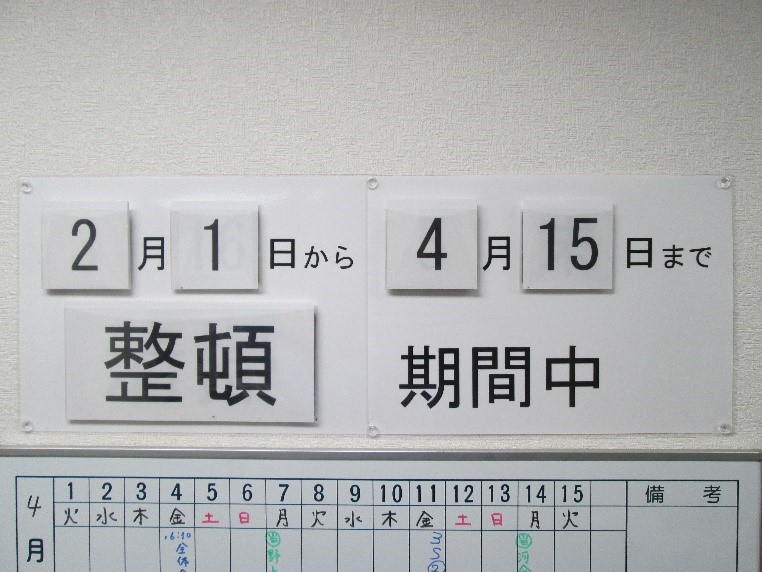 2月1日から 4月15日まで
整頓 期間中
1 2 3 4 5 6 7 8 9 10 11 12 13 14 15 備考
4月 火 水 木 金 土 日 月 火 水 木 金 土 日 月 火